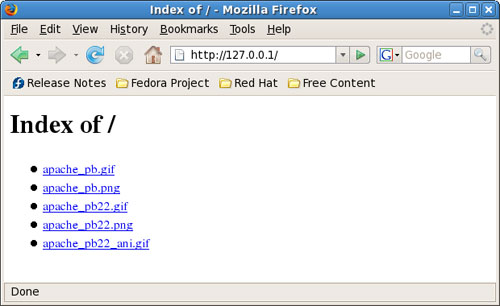 Index of / - Mozilla Firefox
File Edit View History Bookmarks Tools Help
http://127.0.0.1/ G Google
Release Notes Fedora Project Red Hat Free Content
Index of /
apache_pb.gif
apache_pb.png
apache_pb22.gif
apache_pb22.png
apache_pb22_ani.gif
Done